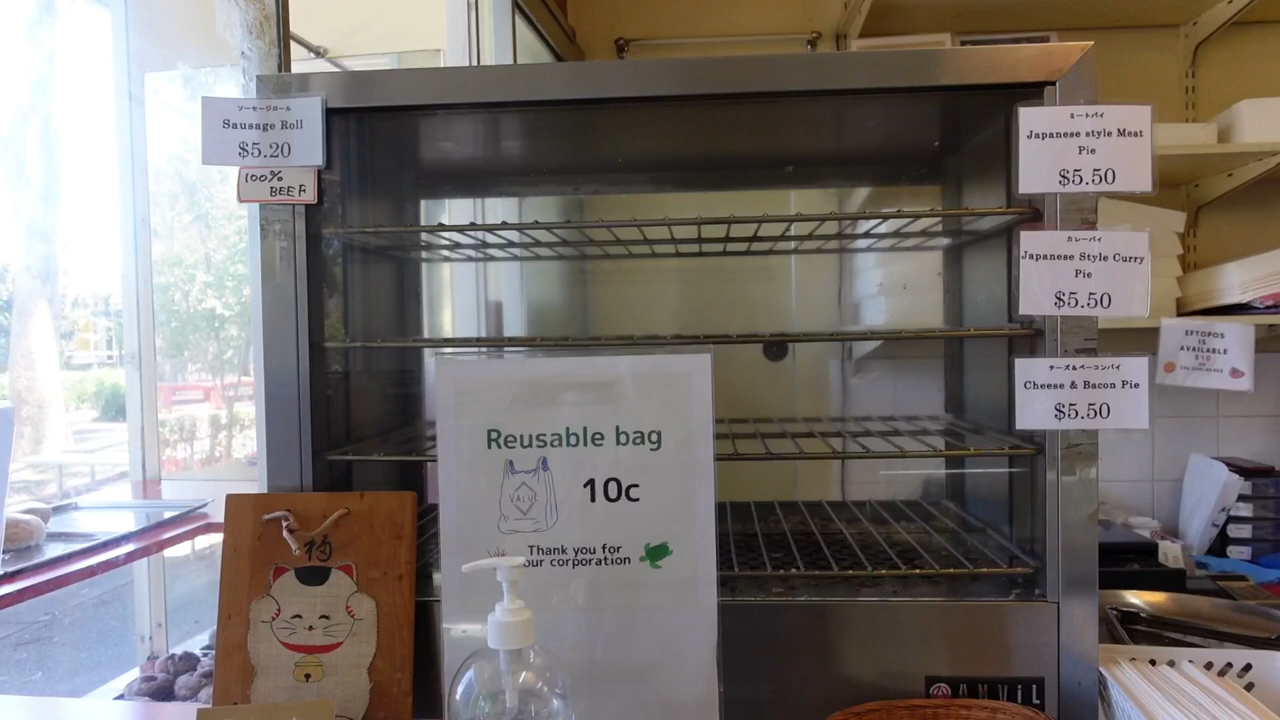 ソーセージロール
Sausage Roll
$5.20
100%
BEEF
Reusable bag
VALUE
10c
Thank you for
our corporation
福
ミートパイ
Japanese style Meat
Pie
$5.50
カレーパイ
Japanese Style Curry
Pie
$5.50
チーズ&ベーコンパイ
Cheese & Bacon Pie
$5.50
EFTOPOS
IS
AVAILABLE
$10
ANViL